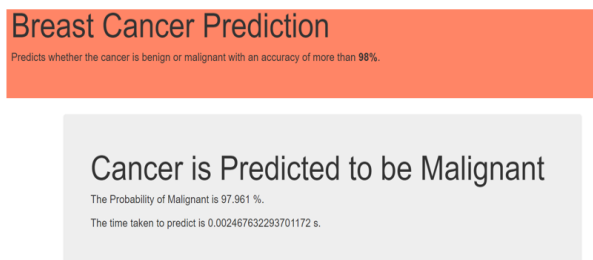 Breast Cancer Prediction
Predicts whether the cancer is benign or malignant with an accuracy of more than 98%.
Cancer is Predicted to be Malignant
The Probability of Malignant is 97.961 %.
The time taken to predict is 0.002467632293701172 s.